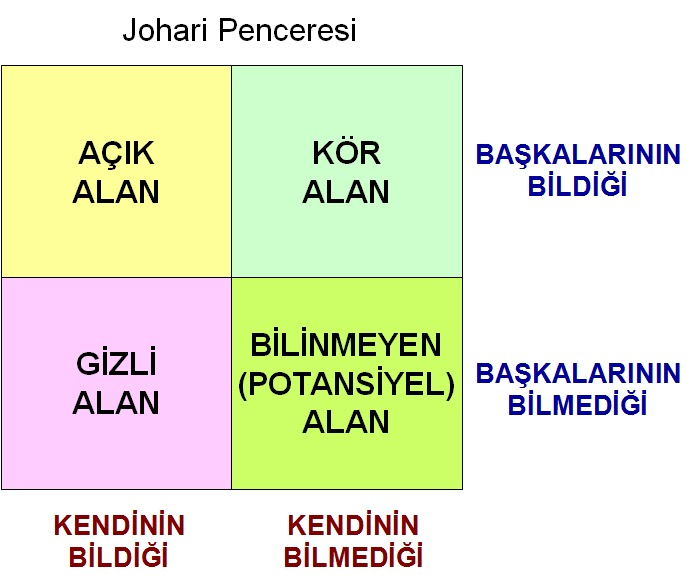 Johari Penceresi
AÇIK
ALAN
KÖR
ALAN
BAŞKALARININ
BİLDİĞİ
GİZLİ
ALAN
BİLİNMEYEN
(POTANSİYEL)
ALAN
BAŞKALARININ
BİLMEDİĞİ
KENDİNİN
BİLDİĞİ
KENDİNİN
BİLMEDİĞİ